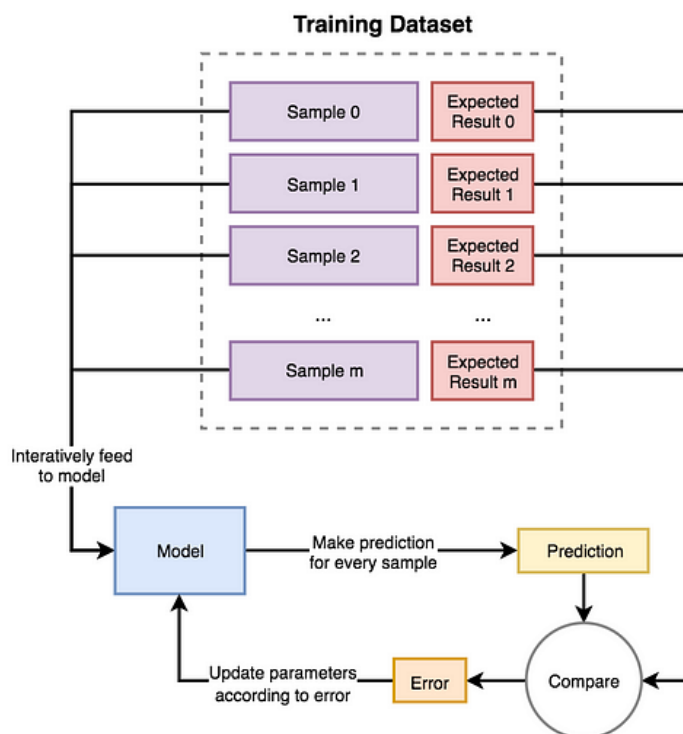 Training Dataset
Sample 0
Expected
Result 0
Sample 1
Expected
Result 1
Sample 2
Expected
Result 2
...
...
Sample m
Expected
Result m
Interatively feed
to model
Model
Make prediction
for every sample
Prediction
Update parameters
according to error
Error
Compare